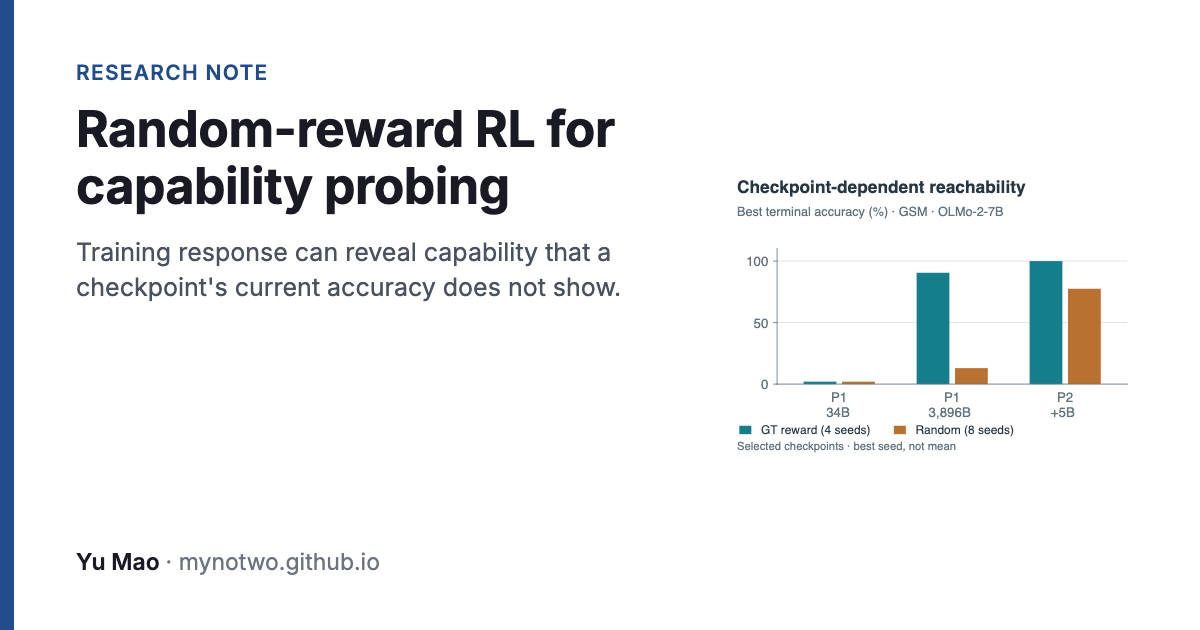 RESEARCH NOTE
Random-reward RL for
capability probing
Training response can reveal capability that a
checkpoint's current accuracy does not show.
Checkpoint-dependent reachability
Best terminal accuracy (%) · GSM · OLMo-2-7B
100
50
0
P1 P1 P2
34B 3,896B +5B
GT reward (4 seeds) Random (8 seeds)
Selected checkpoints · best seed, not mean
Yu Mao · mynotwo.github.io